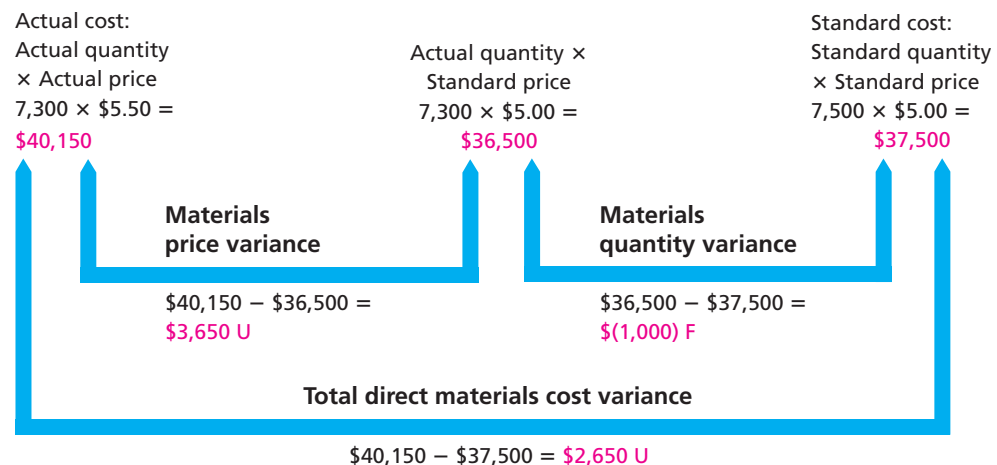 Actual cost:
Actual quantity
× Actual price
7,300 × $5.50 =
$40,150
Actual quantity ×
Standard price
7,300 × $5.00 =
$36,500
Standard cost:
Standard quantity
× Standard price
7,500 × $5.00 =
$37,500
Materials
price variance
$40,150 − $36,500 =
$3,650 U
Materials
quantity variance
$36,500 − $37,500 =
$(1,000) F
Total direct materials cost variance
$40,150 − $37,500 = $2,650 U